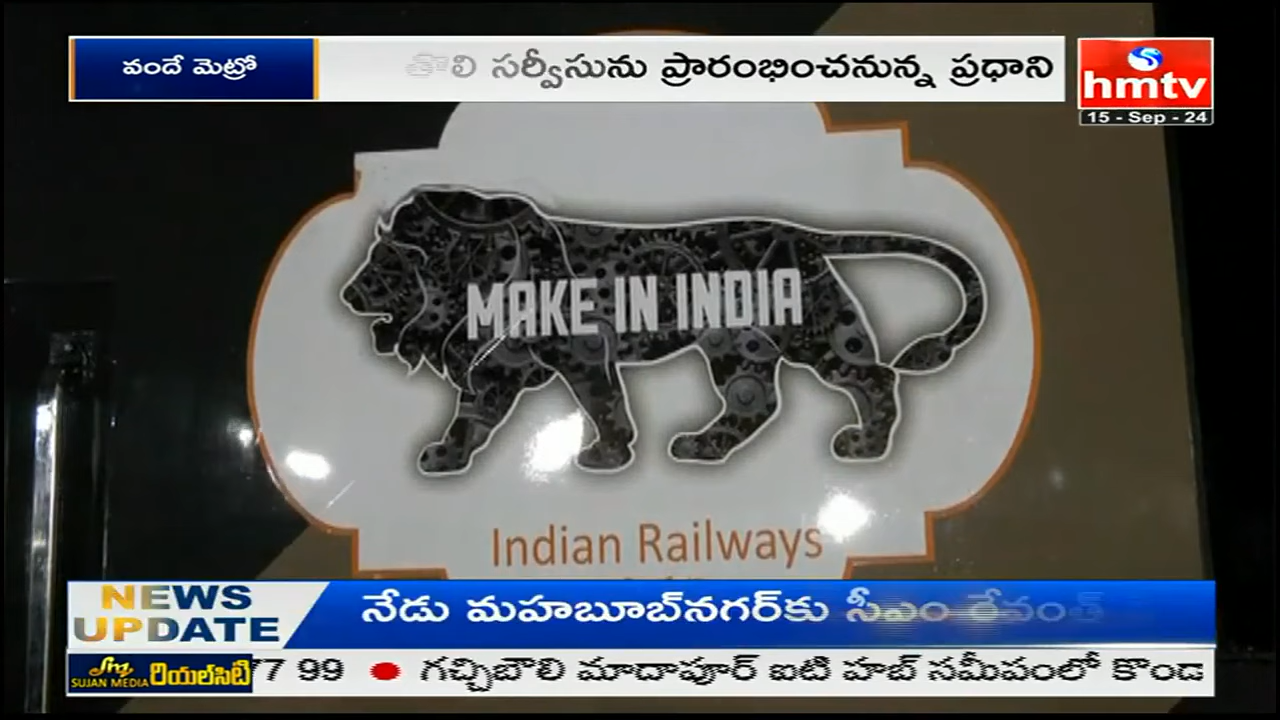 వందే మెట్రో
తొలి సర్వీసును ప్రారంభించనున్న ప్రధాని
hmtv
15 - Sep - 24
MAKE IN INDIA
Indian Railways
NEWS UPDATE
నేడు మహబూబ్‌నగర్‌కు సీఎం రేవంత్
SUJAN MEDIA రియల్‌సిటి
77 99 ● గచ్చిబౌలి మాదాపూర్ ఐటి హబ్ సమీపంలో కొండ